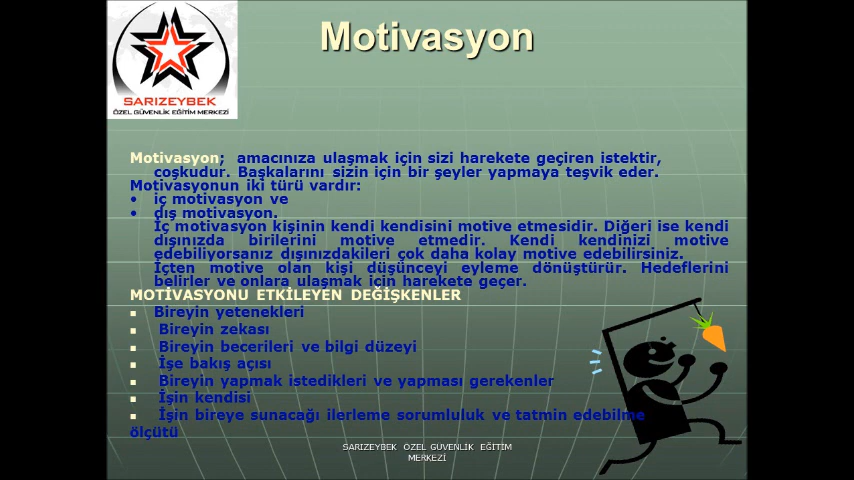 Motivasyon
SARIZEYBEK
ÖZEL GÜVENLİK EĞİTİM MERKEZİ
Motivasyon; amacınıza ulaşmak için sizi harekete geçiren istektir,
coşkudur. Başkalarını sizin için bir şeyler yapmaya teşvik eder.
Motivasyonun iki türü vardır:
• iç motivasyon ve
• dış motivasyon.
İç motivasyon kişinin kendi kendisini motive etmesidir. Diğeri ise kendi
dışınızda birilerini motive etmedir. Kendi kendinizi motive
edebiliyorsanız dışınızdakileri çok daha kolay motive edebilirsiniz.
İçten motive olan kişi düşünceyi eyleme dönüştürür. Hedeflerini
belirler ve onlara ulaşmak için harekete geçer.
MOTİVASYONU ETKİLEYEN DEĞİŞKENLER
▪ Bireyin yetenekleri
▪ Bireyin zekası
▪ Bireyin becerileri ve bilgi düzeyi
▪ İşe bakış açısı
▪ Bireyin yapmak istedikleri ve yapması gerekenler
▪ İşin kendisi
▪ İşin bireye sunacağı ilerleme sorumluluk ve tatmin edebilme
ölçütü
SARIZEYBEK ÖZEL GÜVENLİK EĞİTİM
MERKEZİ